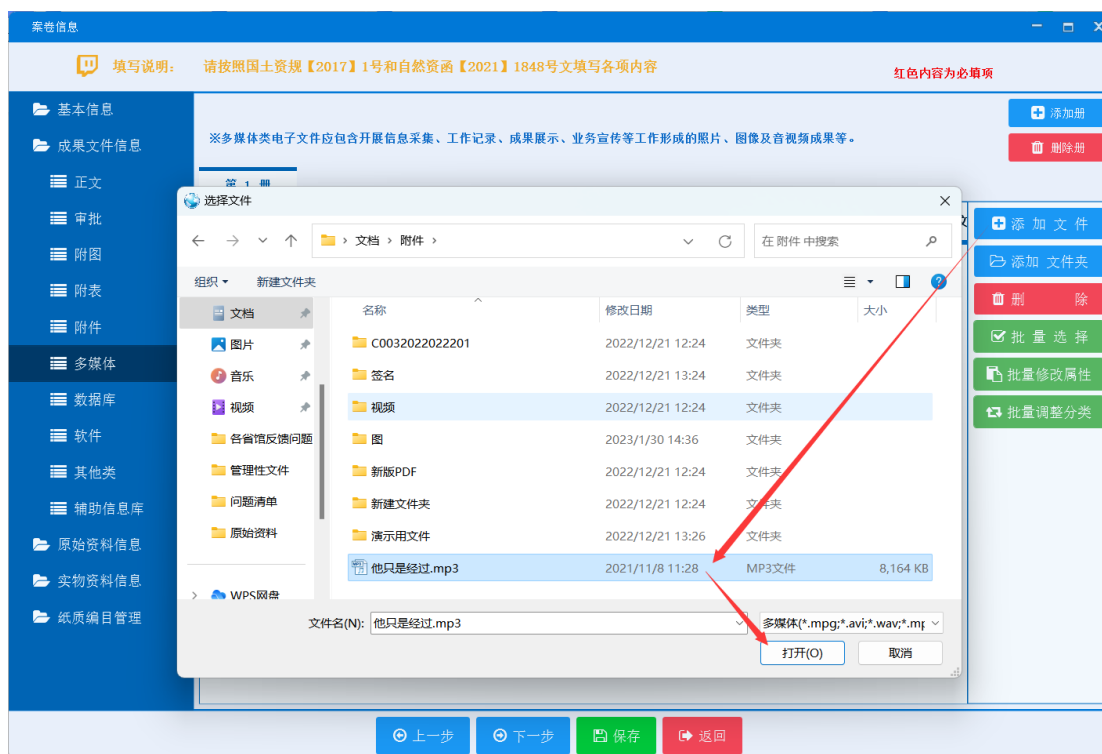 案卷信息
填写说明： 请按照国土资规【2017】1号和自然资函【2021】1848号文填写各项内容
红色内容为必填项
基本信息
成果文件信息
正文
审批
附图
附表
附件
多媒体
数据库
软件
其他类
辅助信息库
原始资料信息
实物资料信息
纸质编目管理
※多媒体类电子文件应包含开展信息采集、工作记录、成果展示、业务宣传等工作形成的照片、图像及音视频成果等。
添加册
删除册
第 1 册
添 加 文 件
添加 文件夹
删 除
批 量 选 择
批量修改属性
批量调整分类
选择文件
文档 › 附件 ›
在 附件 中搜索
组织 新建文件夹
文档
图片
音乐
视频
各省馆反馈问题
管理性文件
问题清单
原始资料
WPS网盘
名称 修改日期 类型 大小
C0032022022201 2022/12/21 12:24 文件夹
签名 2022/12/21 13:24 文件夹
视频 2022/12/21 12:24 文件夹
图 2023/1/30 14:36 文件夹
新版PDF 2022/12/21 12:24 文件夹
新建文件夹 2022/12/21 12:24 文件夹
演示用文件 2022/12/21 13:26 文件夹
他只是经过.mp3 2021/11/8 11:28 MP3文件 8,164 KB
文件名(N): 他只是经过.mp3 多媒体(*.mpg;*.avi;*.wav;*.mp
打开(O) 取消
上一步 下一步 保存 返回